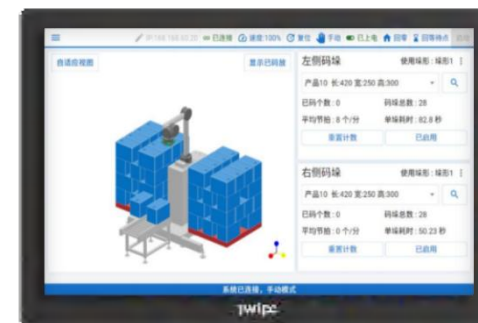 已连接 速度:100% 复位 手动 已上电 回零 回等待点
自适应视图 显示已码放
左侧码垛 使用垛形:垛形1
产品10 长:420 宽:250 高:300
已码个数:0 码垛总数:28
平均节拍:8 个/分 单垛耗时:82.8 秒
重置计数 已启用
右侧码垛 使用垛形:垛形1
产品10 长:420 宽:250 高:300
已码个数:0 码垛总数:28
平均节拍:0 个/分 单垛耗时:50.23 秒
重置计数 已启用
系统已连接，手动模式